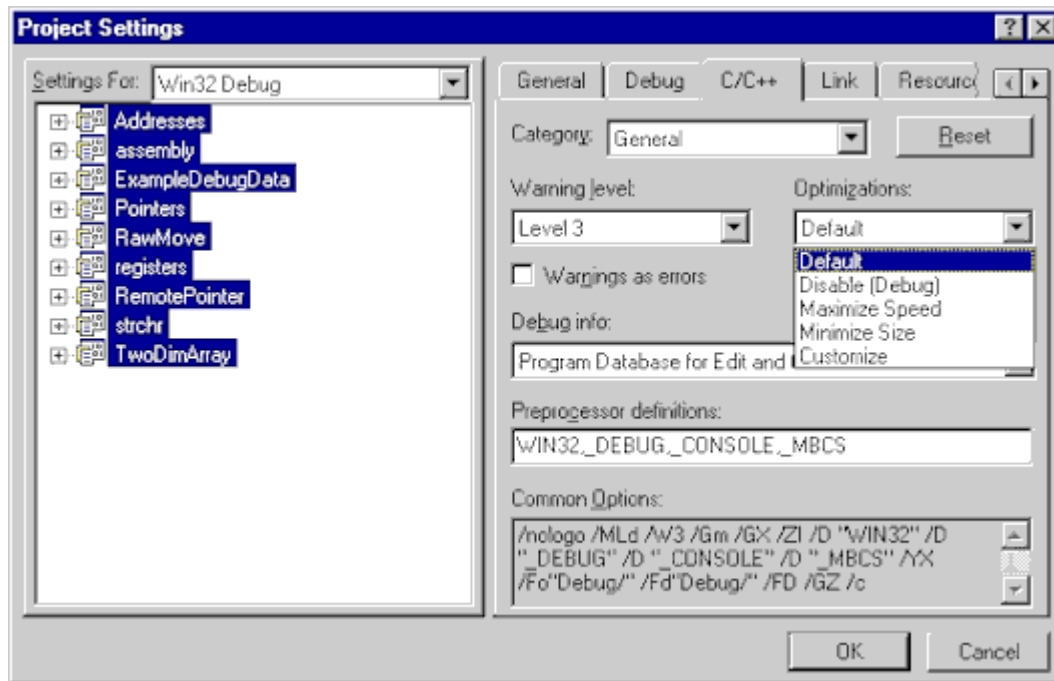 Project Settings
Settings For: Win32 Debug
Addresses
assembly
ExampleDebugData
Pointers
RawMove
registers
RemotePointer
strchr
TwoDimArray
General Debug C/C++ Link
Category: General Reset
Warning level: Optimizations:
Level 3 Default
Default
Disable (Debug)
Maximize Speed
Minimize Size
Customize
Warnings as errors
Debug info:
Program Database for Edit and
Preprocessor definitions:
WIN32,_DEBUG,_CONSOLE,_MBCS
Common Options:
/nologo /MLd /W3 /Gm /GX /ZI /D "WIN32" /D
"_DEBUG" /D "_CONSOLE" /D "_MBCS" /YX
/Fo"Debug/" /Fd"Debug/" /FD /GZ /c
OK Cancel